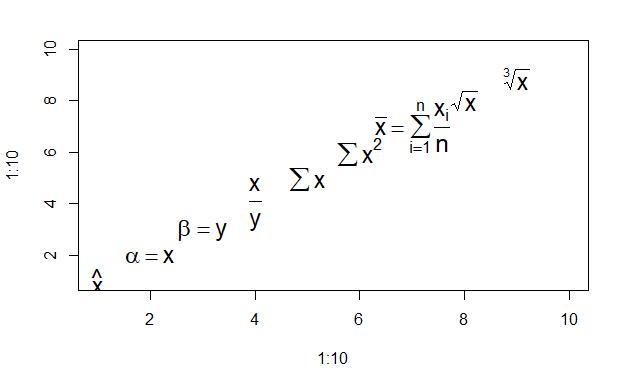 10
8
6
4
2
1:10
x̂
α = x
β = y
x/y
∑x
∑x²
x̄ = ∑ᵢ₌₁ⁿ xᵢ/n
√x
∛x
2 4 6 8 10
1:10